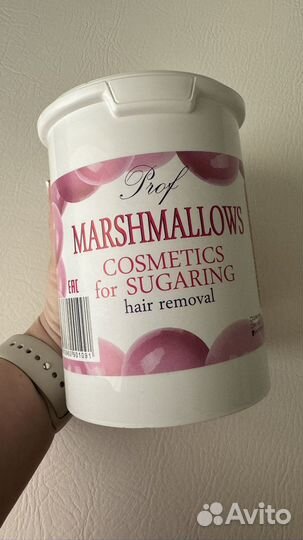 Prof
MARSHMALLOWS
COSMETICS
for SUGARING
hair removal
EAC
Avito